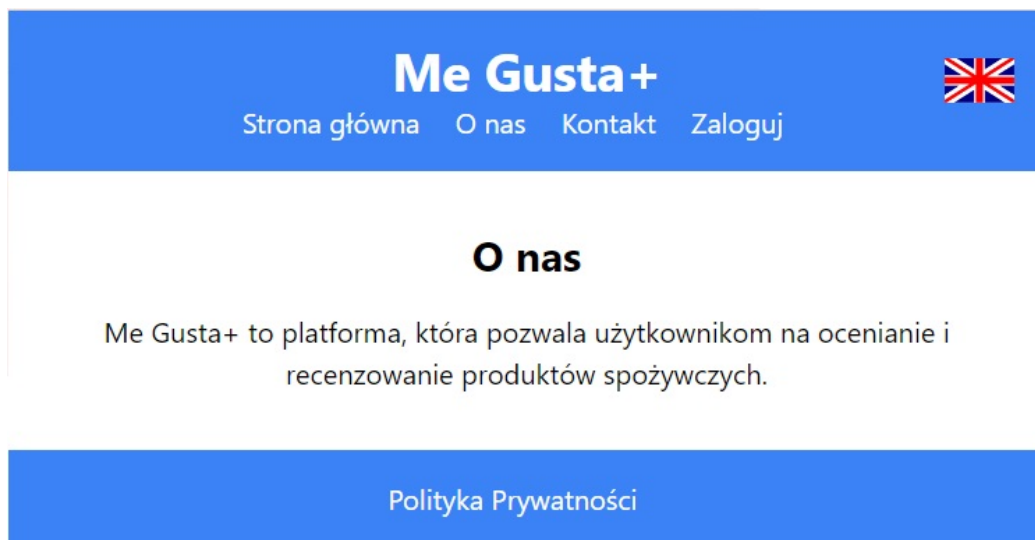 Me Gusta+
Strona główna O nas Kontakt Zaloguj
O nas
Me Gusta+ to platforma, która pozwala użytkownikom na ocenianie i
recenzowanie produktów spożywczych.
Polityka Prywatności